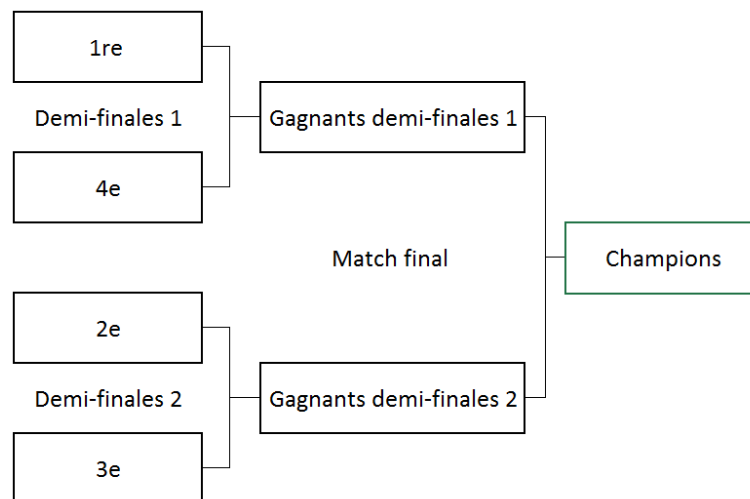 1re
Demi-finales 1
4e
Gagnants demi-finales 1
Match final
Champions
2e
Demi-finales 2
3e
Gagnants demi-finales 2